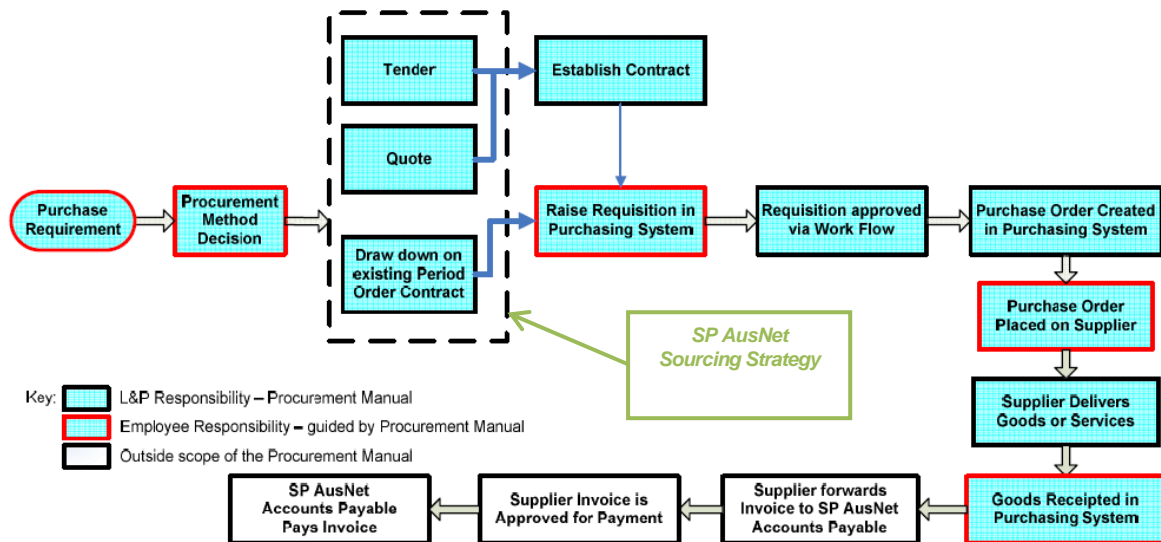 Tender
Establish Contract
Quote
Purchase
Requirement
Procurement
Method
Decision
Draw down on
existing Period
Order Contract
Raise Requisition in
Purchasing System
Requisition approved
via Work Flow
Purchase Order Created
in Purchasing System
SP AusNet
Sourcing Strategy
Purchase Order
Placed on Supplier
Supplier Delivers
Goods or Services
Key:
L&P Responsibility – Procurement Manual
Employee Responsibility – guided by Procurement Manual
Outside scope of the Procurement Manual
SP AusNet
Accounts Payable
Pays Invoice
Supplier Invoice is
Approved for Payment
Supplier forwards
Invoice to SP AusNet
Accounts Payable
Goods Receipted in
Purchasing System